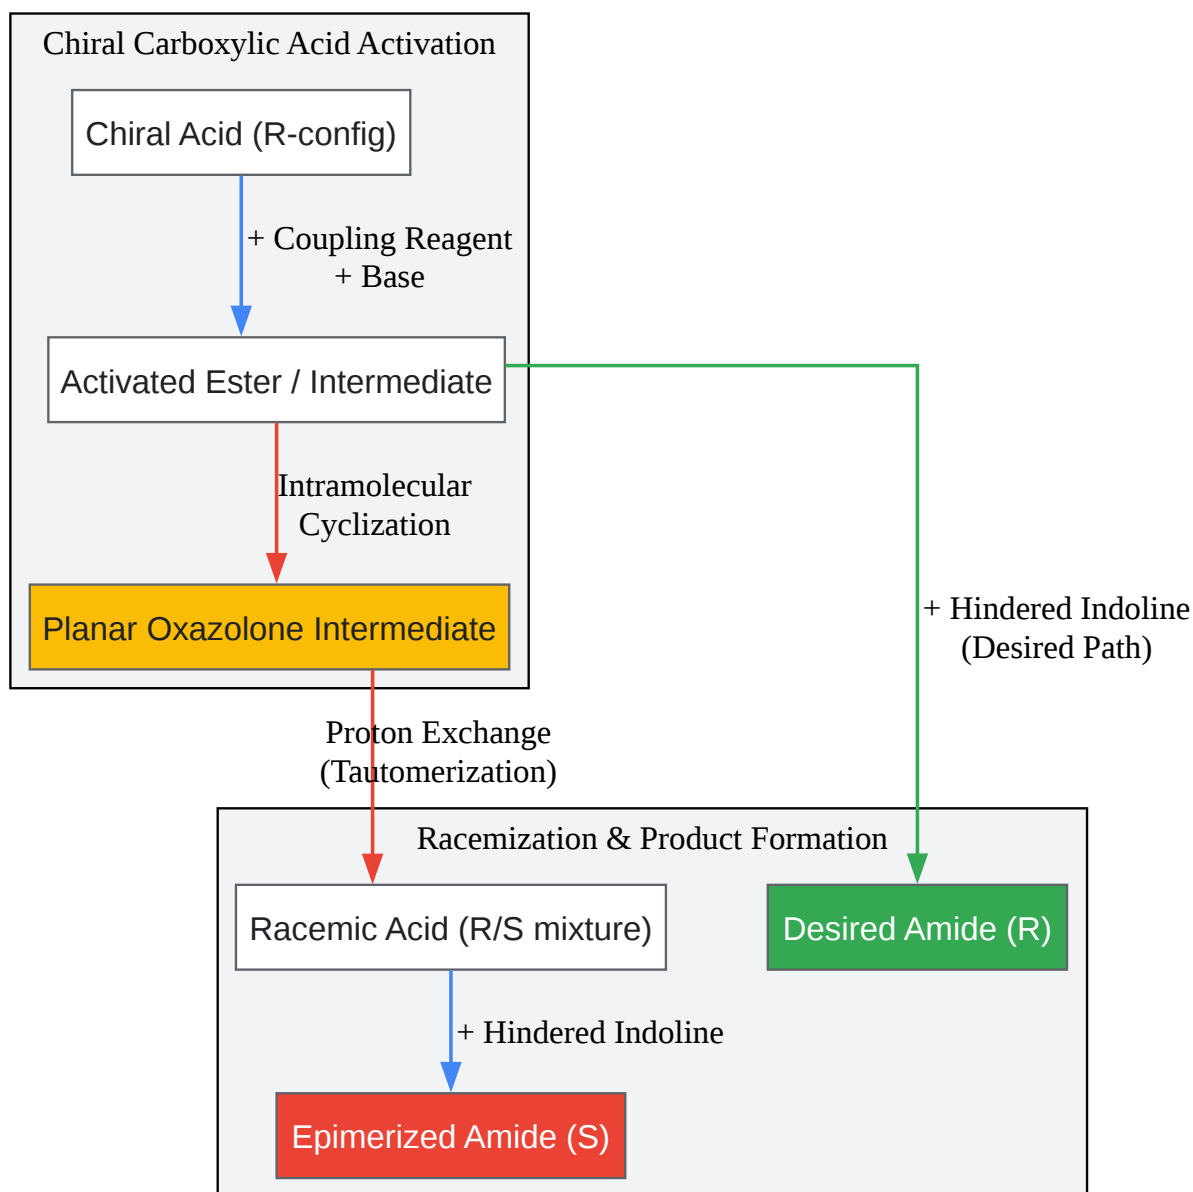 Chiral Carboxylic Acid Activation
Chiral Acid (R-config)
+ Coupling Reagent
+ Base
Activated Ester / Intermediate
Intramolecular
Cyclization
Planar Oxazolone Intermediate
+ Hindered Indoline
(Desired Path)
Proton Exchange
(Tautomerization)
Racemization & Product Formation
Racemic Acid (R/S mixture)
Desired Amide (R)
+ Hindered Indoline
Epimerized Amide (S)